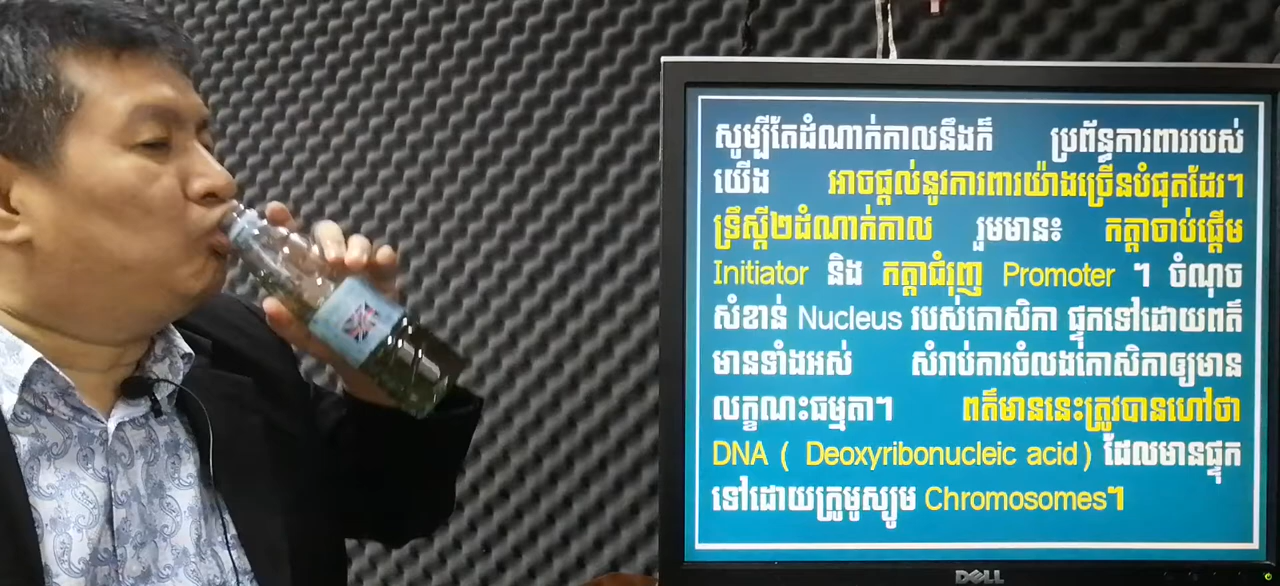 សូម្បីតែដំណាក់កាលនឹងក៏ ប្រព័ន្ធការពាររបស់
យើង អាចផ្តល់នូវការពារយ៉ាងច្រើនបំផុតដែរ។
ទ្រឹស្តី២ដំណាក់កាល រួមមាន៖ កត្តាចាប់ផ្តើម
Initiator និង កត្តាជំរុញ Promoter ។ ចំណុច
សំខាន់ Nucleus របស់កោសិកា ផ្ទុកទៅដោយពត៌
មានទាំងអស់ សំរាប់ការចំលងកោសិកាឲ្យមាន
លក្ខណះធម្មតា។ ពត៌មាននេះត្រូវបានហៅថា
DNA ( Deoxyribonucleic acid) ដែលមានផ្ទុក
ទៅដោយក្រូមូស្យូម Chromosomes។
DELL